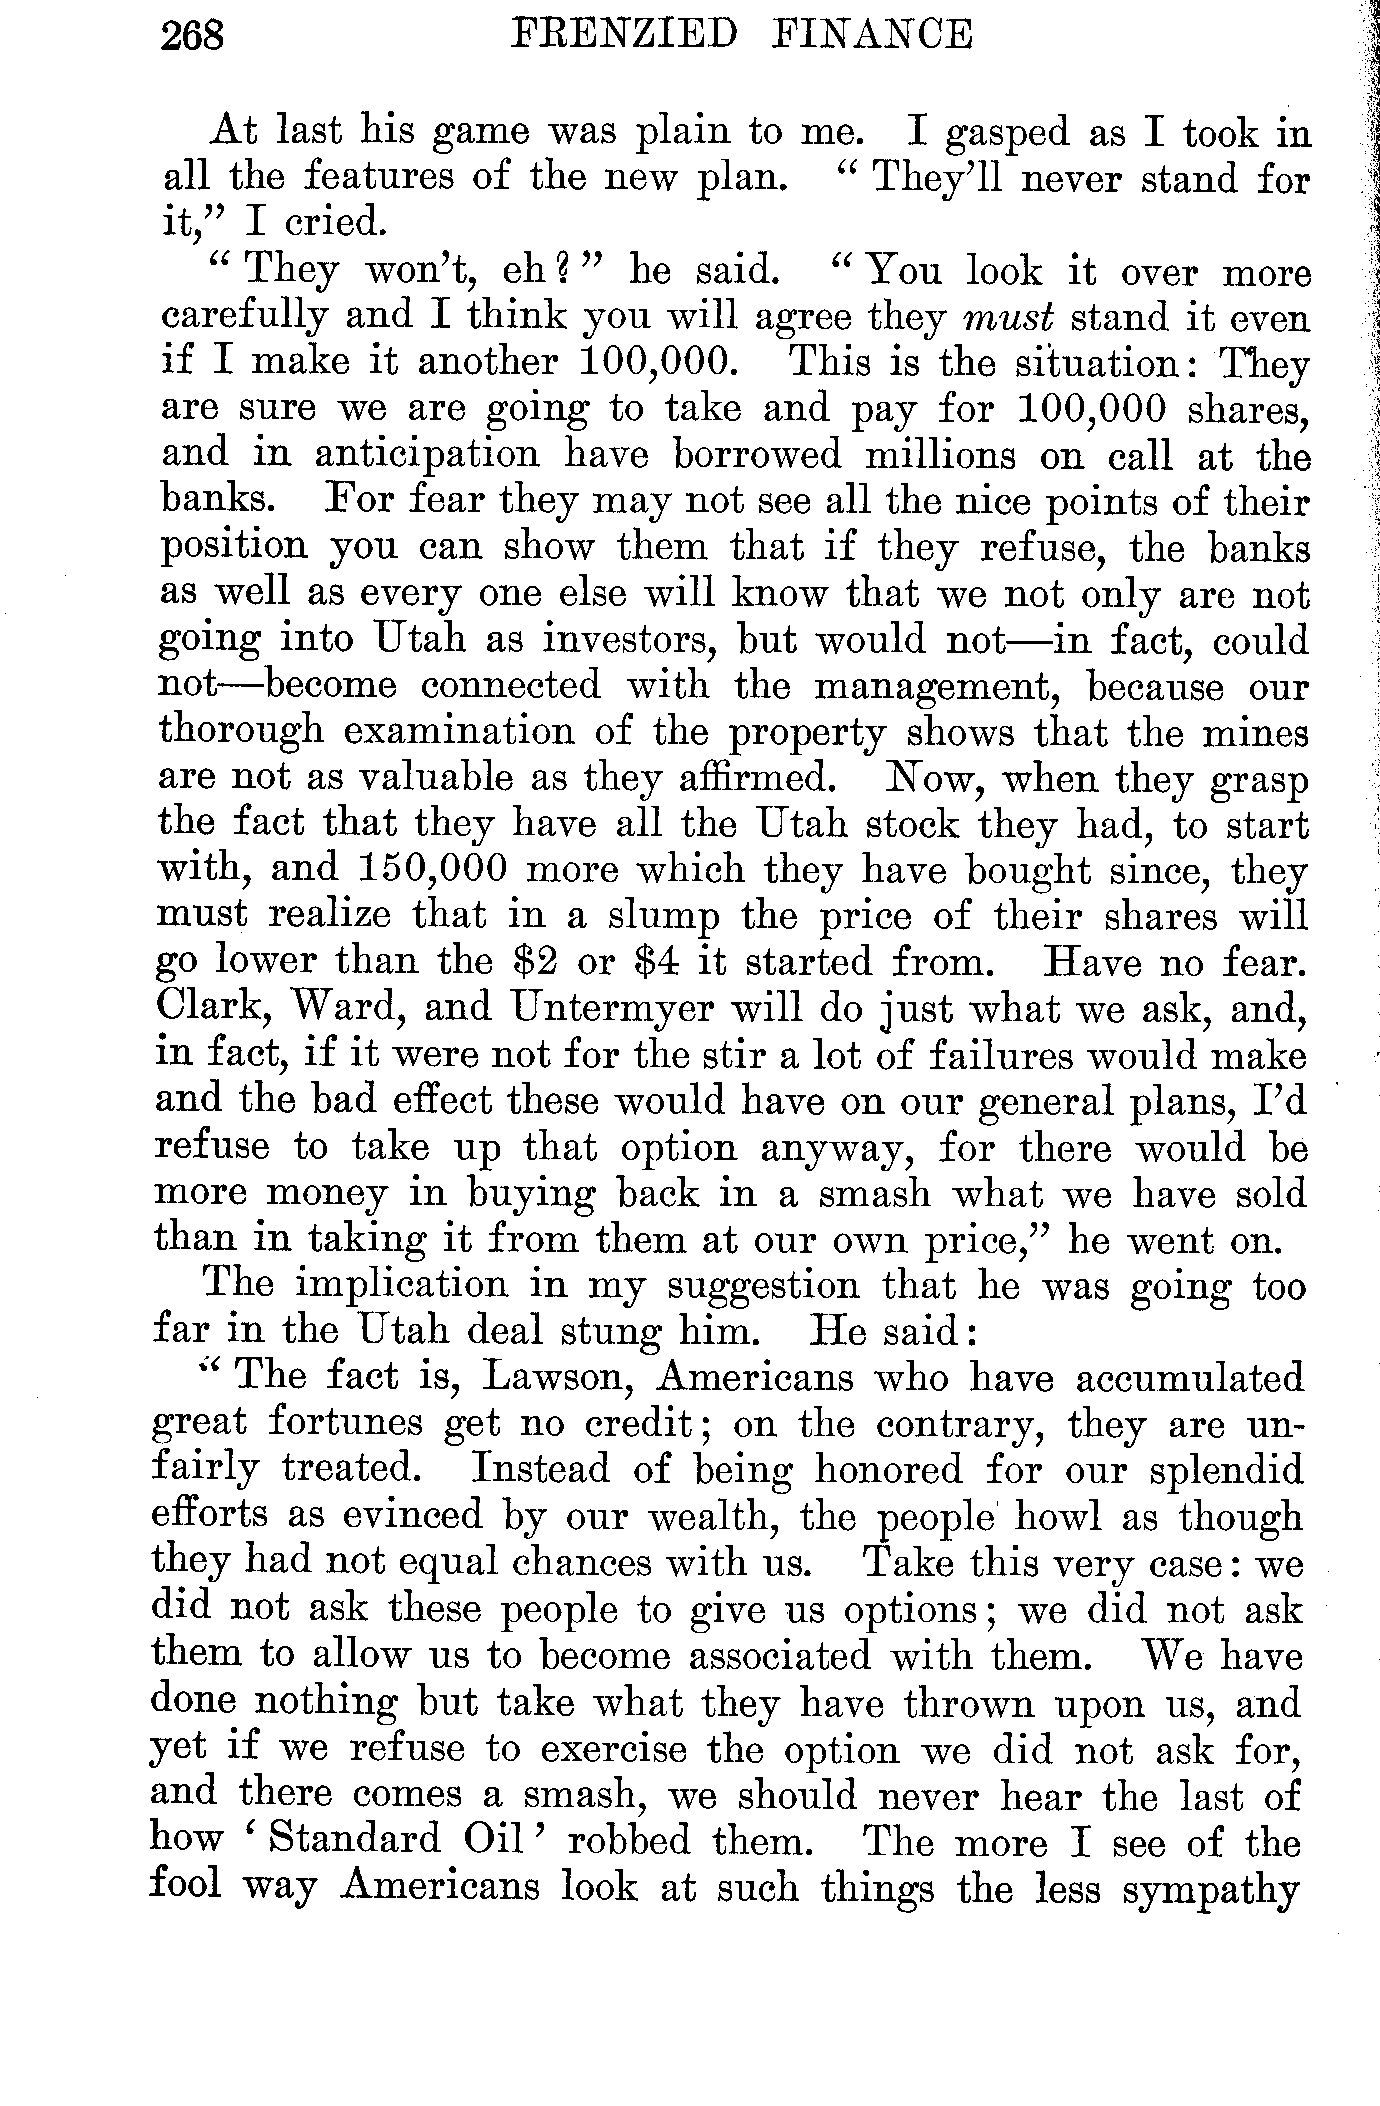 268 FRENZIED FINANCE
At last his game was plain to me. I gasped as I took in
all the features of the new plan. “ They’ll never stand for
it,” I cried.
“ They won’t, eh? ” he said. “ You look it over more
carefully and I think you will agree they must stand it even
if I make it another 100,000. This is the situation: They
are sure we are going to take and pay for 100,000 shares,
and in anticipation have borrowed millions on call at the
banks. For fear they may not see all the nice points of their
position you can show them that if they refuse, the banks
as well as every one else will know that we not only are not
going into Utah as investors, but would not—in fact, could
not—become connected with the management, because our
thorough examination of the property shows that the mines
are not as valuable as they affirmed. Now, when they grasp
the fact that they have all the Utah stock they had, to start
with, and 150,000 more which they have bought since, they
must realize that in a slump the price of their shares will
go lower than the $2 or $4 it started from. Have no fear.
Clark, Ward, and Untermyer will do just what we ask, and,
in fact, if it were not for the stir a lot of failures would make
and the bad effect these would have on our general plans, I’d
refuse to take up that option anyway, for there would be
more money in buying back in a smash what we have sold
than in taking it from them at our own price,” he went on.
The implication in my suggestion that he was going too
far in the Utah deal stung him. He said:
“ The fact is, Lawson, Americans who have accumulated
great fortunes get no credit; on the contrary, they are un-
fairly treated. Instead of being honored for our splendid
efforts as evinced by our wealth, the people howl as though
they had not equal chances with us. Take this very case: we
did not ask these people to give us options; we did not ask
them to allow us to become associated with them. We have
done nothing but take what they have thrown upon us, and
yet if we refuse to exercise the option we did not ask for,
and there comes a smash, we should never hear the last of
how ‘ Standard Oil ’ robbed them. The more I see of the
fool way Americans look at such things the less sympathy